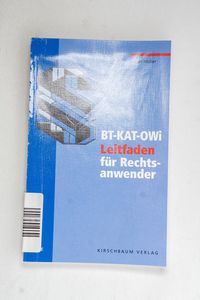 BT-KAT-OWi
Leitfaden
für Rechts-
anwender
KIRSCHBAUM VERLAG